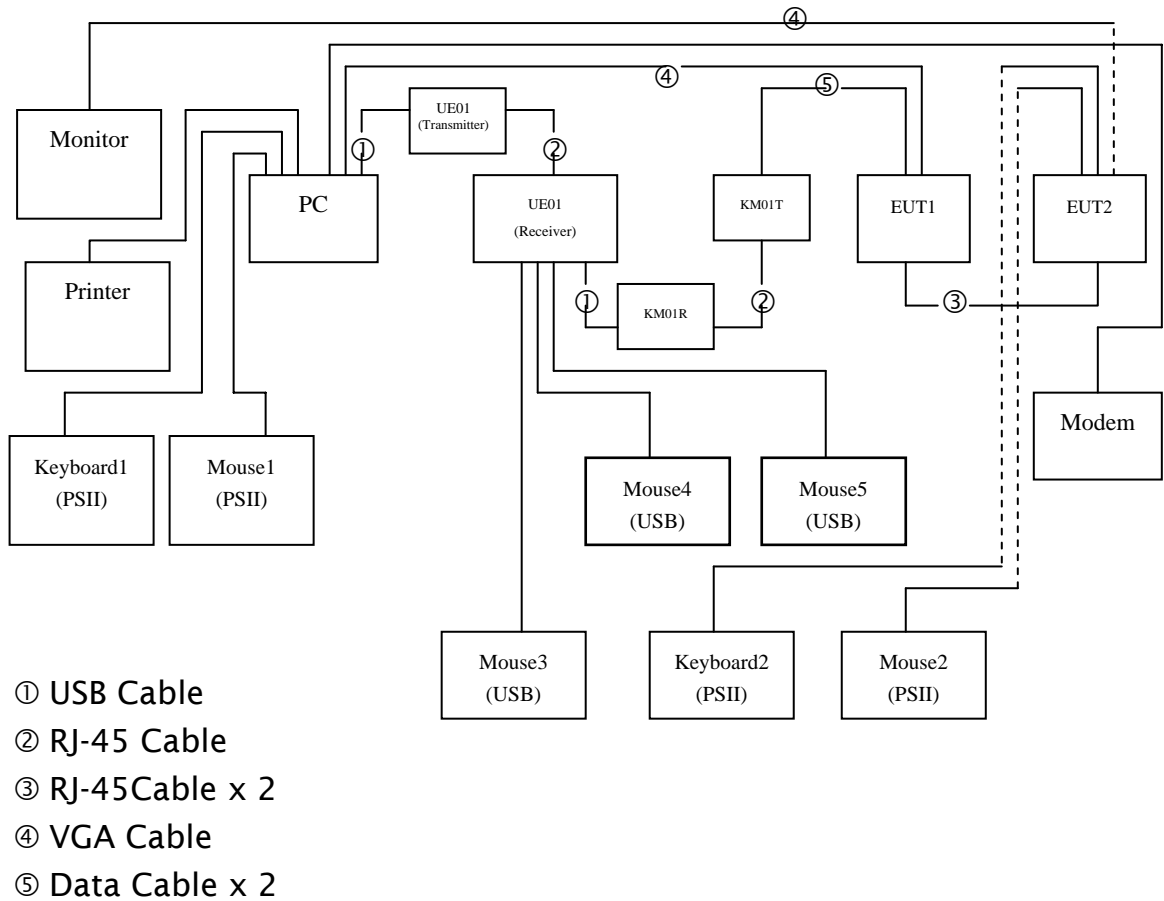 ④
④
⑤
UE01
(Transmitter)
Monitor
①
②
PC
UE01
(Receiver)
KM01T
EUT1
EUT2
Printer
①
KM01R
②
③
Modem
Keyboard1
(PSII)
Mouse1
(PSII)
Mouse4
(USB)
Mouse5
(USB)
Mouse3
(USB)
Keyboard2
(PSII)
Mouse2
(PSII)
① USB Cable
② RJ-45 Cable
③ RJ-45Cable x 2
④ VGA Cable
⑤ Data Cable x 2